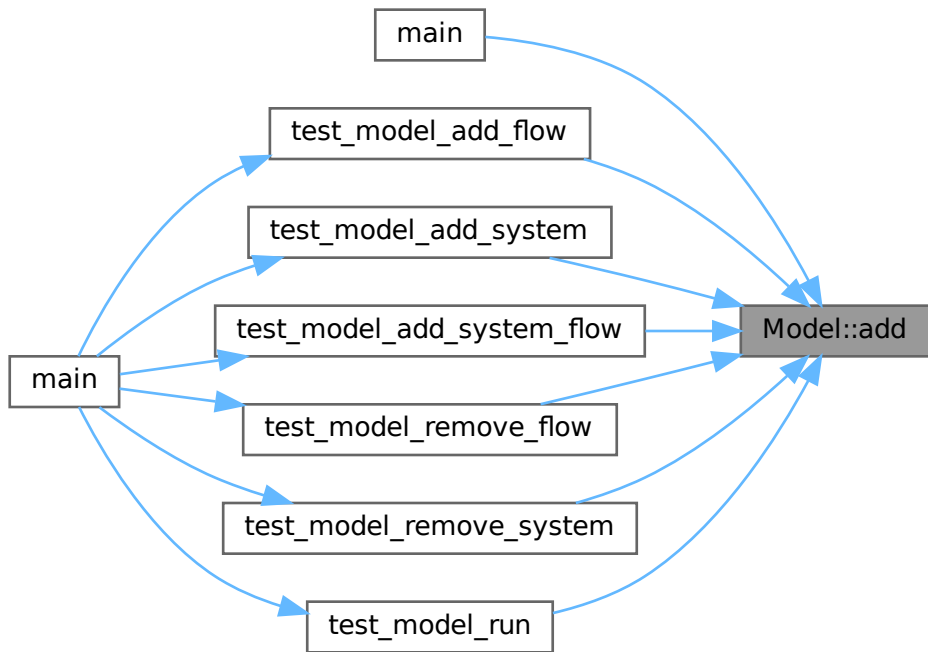 main
test_model_add_flow
test_model_add_system
test_model_add_system_flow
Model::add
main
test_model_remove_flow
test_model_remove_system
test_model_run